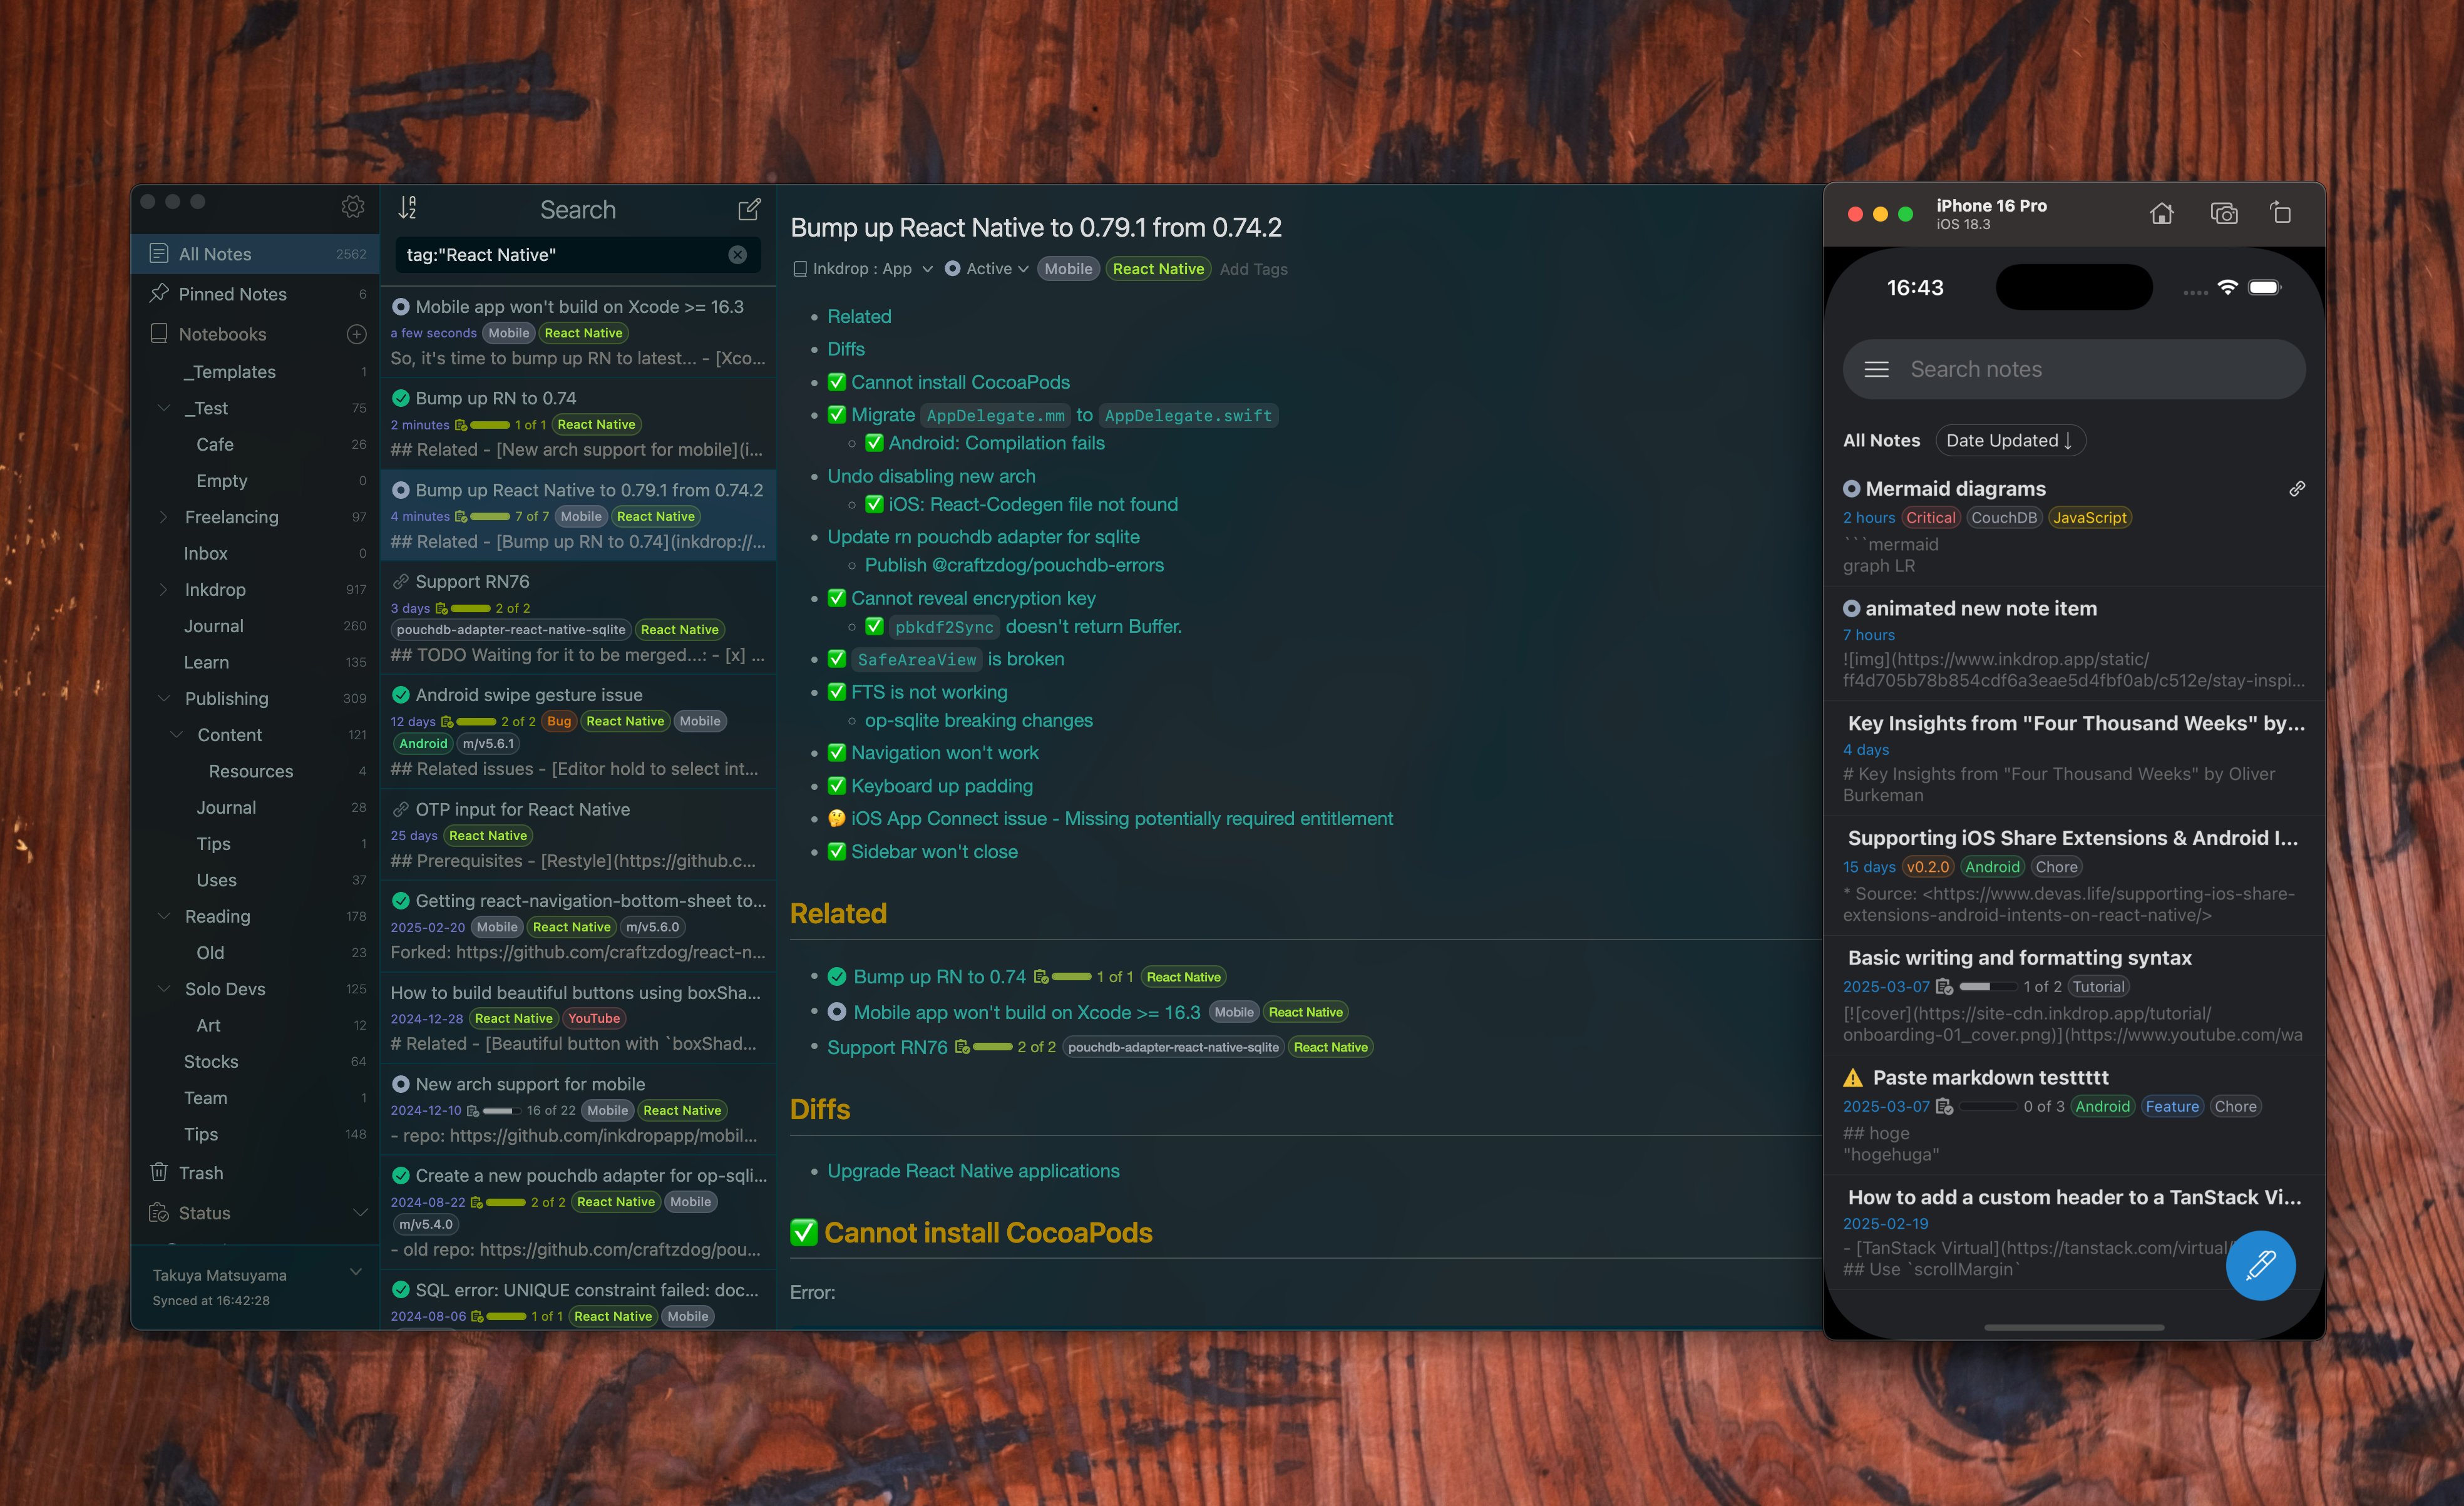 All Notes 2562
Pinned Notes 6
Notebooks
_Templates 1
_Test 75
Cafe 26
Empty 0
Freelancing 97
Inbox 0
Inkdrop 917
Journal 260
Learn 135
Publishing 309
Content 121
Resources 4
Journal 28
Tips 1
Uses 37
Reading 178
Old 23
Solo Devs 125
Art 12
Stocks 64
Team 1
Tips 148
Trash
Status
Takuya Matsuyama
Synced at 16:42:28
Search
tag:"React Native"
Mobile app won't build on Xcode >= 16.3
a few seconds Mobile React Native
So, it's time to bump up RN to latest... - [Xco...
Bump up RN to 0.74
2 minutes 1 of 1 React Native
## Related - [New arch support for mobile](i...
Bump up React Native to 0.79.1 from 0.74.2
4 minutes 7 of 7 Mobile React Native
## Related - [Bump up RN to 0.74](inkdrop://...
Support RN76
3 days 2 of 2
pouchdb-adapter-react-native-sqlite React Native
## TODO Waiting for it to be merged...: - [x] ...
Android swipe gesture issue
12 days 2 of 2 Bug React Native Mobile
Android m/v5.6.1
## Related issues - [Editor hold to select int...
OTP input for React Native
25 days React Native
## Prerequisites - [Restyle](https://github.c...
Getting react-navigation-bottom-sheet to...
2025-02-20 Mobile React Native m/v5.6.0
Forked: https://github.com/craftzdog/react-n...
How to build beautiful buttons using boxSha...
2024-12-28 React Native YouTube
# Related - [Beautiful button with `boxShad...
New arch support for mobile
2024-12-10 16 of 22 Mobile React Native
- repo: https://github.com/inkdropapp/mobil...
Create a new pouchdb adapter for op-sqli...
2024-08-22 2 of 2 React Native Mobile
m/v5.4.0
- old repo: https://github.com/craftzdog/pou...
SQL error: UNIQUE constraint failed: doc...
2024-08-06 1 of 1 React Native Mobile
Bump up React Native to 0.79.1 from 0.74.2
Inkdrop : App Active Mobile React Native Add Tags
Related
Diffs
✅ Cannot install CocoaPods
✅ Migrate AppDelegate.mm to AppDelegate.swift
✅ Android: Compilation fails
Undo disabling new arch
✅ iOS: React-Codegen file not found
Update rn pouchdb adapter for sqlite
Publish @craftzdog/pouchdb-errors
✅ Cannot reveal encryption key
✅ pbkdf2Sync doesn't return Buffer.
✅ SafeAreaView is broken
✅ FTS is not working
op-sqlite breaking changes
✅ Navigation won't work
✅ Keyboard up padding
🤔 iOS App Connect issue - Missing potentially required entitlement
✅ Sidebar won't close
Related
Bump up RN to 0.74 1 of 1 React Native
Mobile app won't build on Xcode >= 16.3 Mobile React Native
Support RN76 2 of 2 pouchdb-adapter-react-native-sqlite React Native
Diffs
Upgrade React Native applications
✅ Cannot install CocoaPods
Error:
iPhone 16 Pro
iOS 18.3
16:43
Search notes
All Notes Date Updated ↓
Mermaid diagrams
2 hours Critical CouchDB JavaScript
```mermaid
graph LR
animated new note item
7 hours
![img](https://www.inkdrop.app/static/
ff4d705b78b854cdf6a3eae5d4fbf0ab/c512e/stay-inspi...
Key Insights from "Four Thousand Weeks" by...
4 days
# Key Insights from "Four Thousand Weeks" by Oliver
Burkeman
Supporting iOS Share Extensions & Android I...
15 days v0.2.0 Android Chore
* Source: <https://www.devas.life/supporting-ios-share-
extensions-android-intents-on-react-native/>
Basic writing and formatting syntax
2025-03-07 1 of 2 Tutorial
[![cover](https://site-cdn.inkdrop.app/tutorial/
onboarding-01_cover.png)](https://www.youtube.com/wa
⚠️ Paste markdown testtttt
2025-03-07 0 of 3 Android Feature Chore
## hoge
"hogehuga"
How to add a custom header to a TanStack Vi...
2025-02-19
- [TanStack Virtual](https://tanstack.com/virtual/
## Use `scrollMargin`